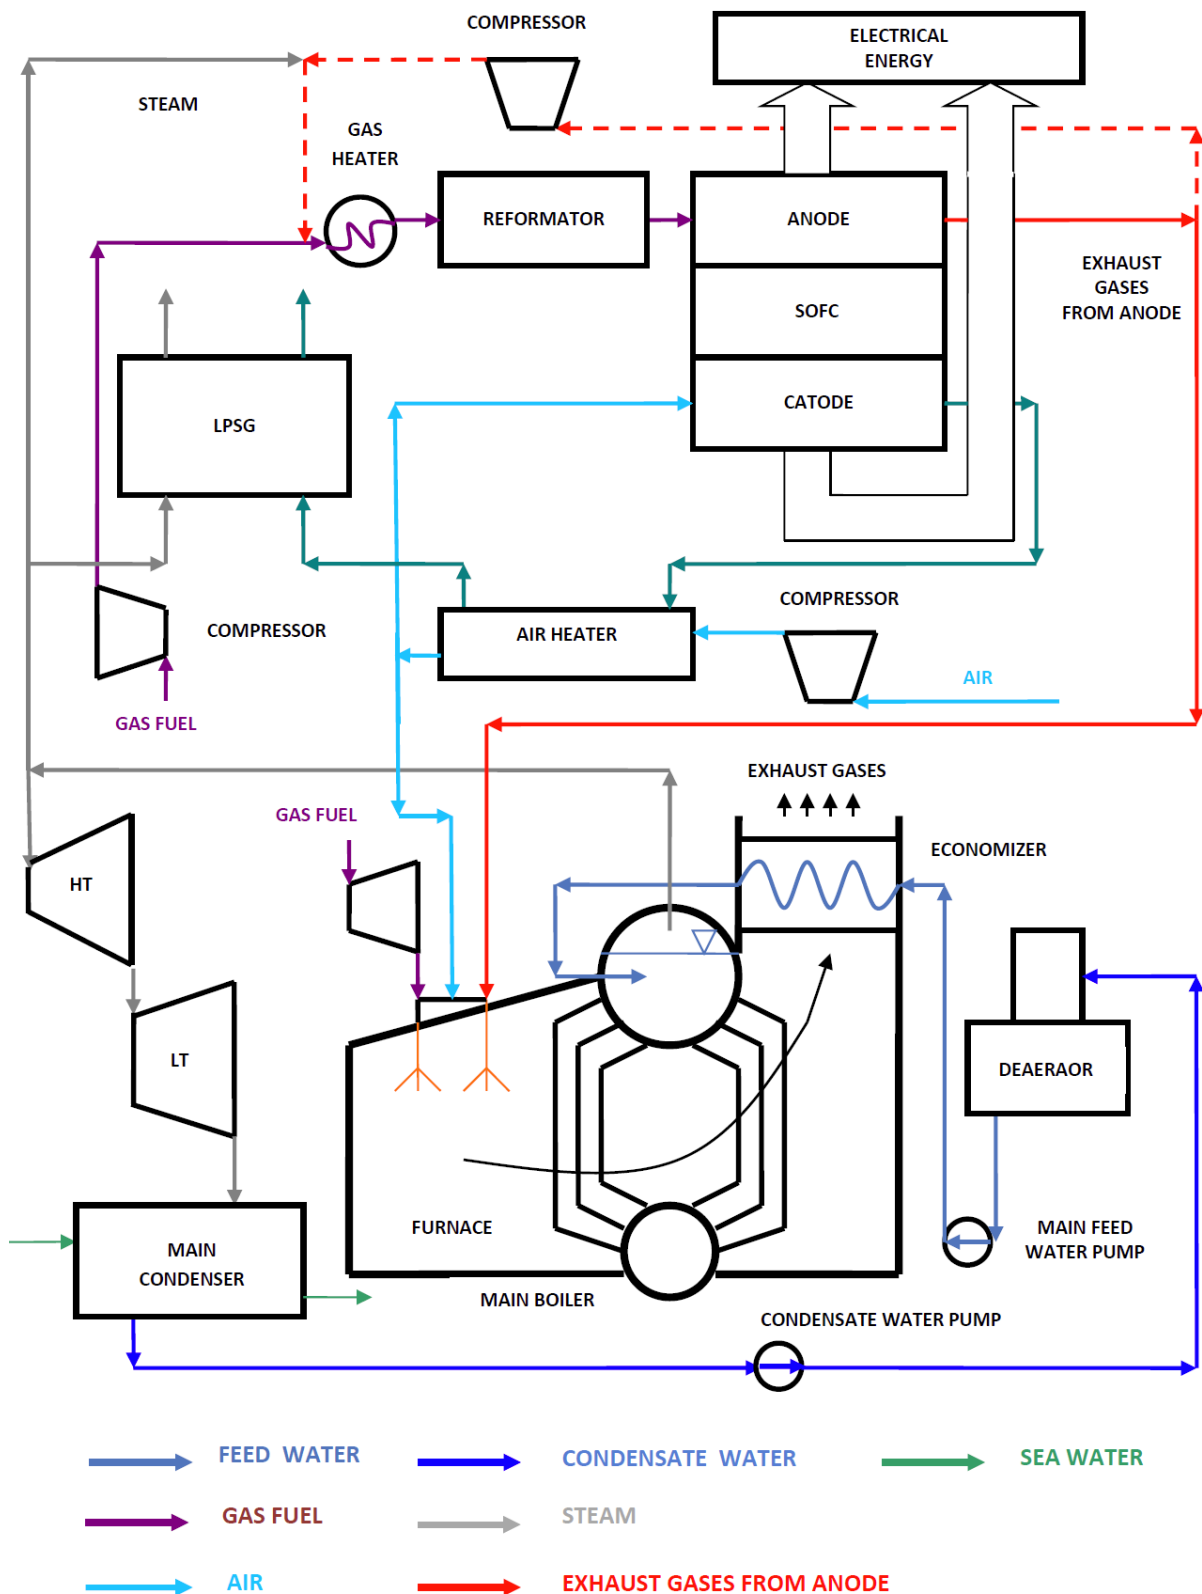 COMPRESSOR
ELECTRICAL
ENERGY
STEAM
GAS
HEATER
REFORMATOR
ANODE
EXHAUST
GASES
FROM ANODE
SOFC
CATODE
LPSG
COMPRESSOR
COMPRESSOR
AIR HEATER
AIR
GAS FUEL
EXHAUST GASES
GAS FUEL
ECONOMIZER
HT
LT
DEAERAOR
FURNACE
MAIN FEED
WATER PUMP
MAIN
CONDENSER
MAIN BOILER
CONDENSATE WATER PUMP
FEED WATER
CONDENSATE WATER
SEA WATER
GAS FUEL
STEAM
AIR
EXHAUST GASES FROM ANODE